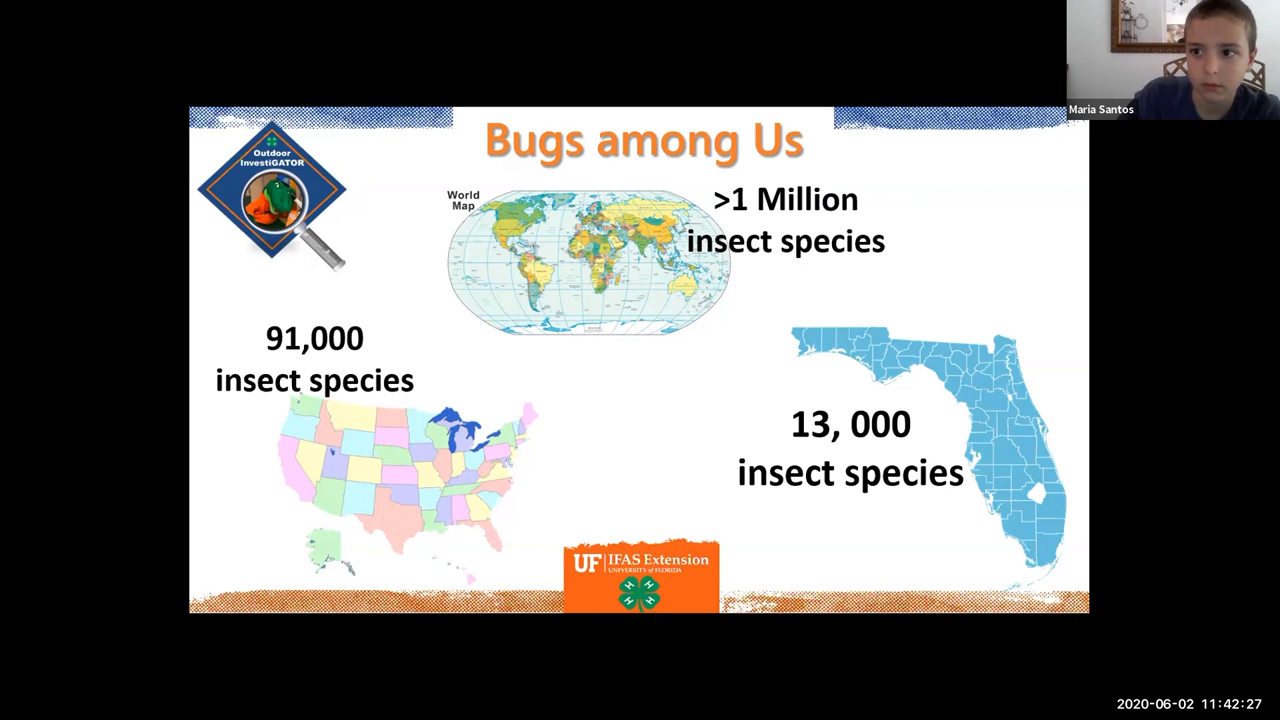 Maria Santos
Bugs among Us
Outdoor
InvestiGATOR
World
Map
>1 Million
insect species
91,000
insect species
13, 000
insect species
UF IFAS Extension
UNIVERSITY of FLORIDA
H H
H H
2020-06-02 11:42:27